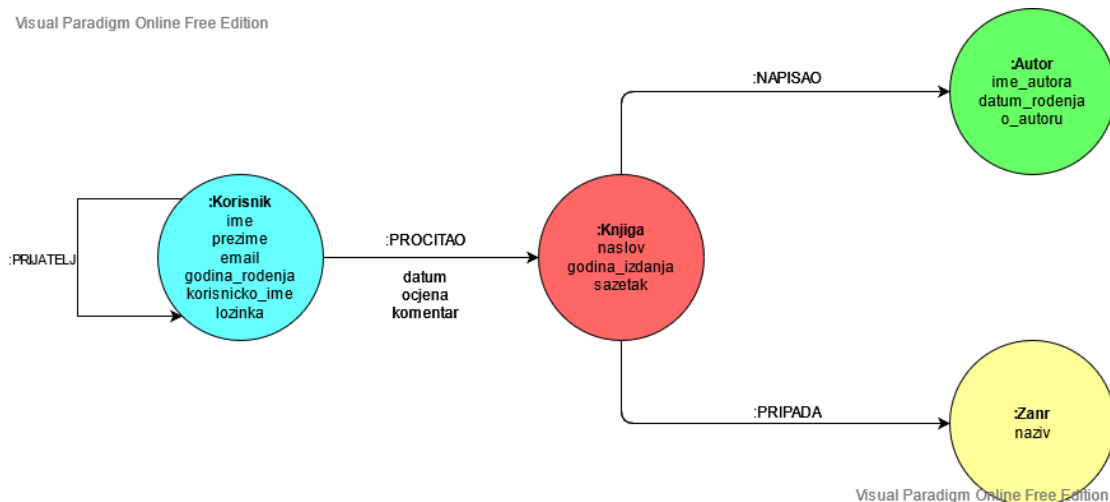 Visual Paradigm Online Free Edition
:PRIJATELJ
:Korisnik
ime
prezime
email
godina_rodenja
korisnicko_ime
lozinka
:PROCITAO
datum
ocjena
komentar
:Knjiga
naslov
godina_izdanja
sazetak
:NAPISAO
:Autor
ime_autora
datum_rodenja
o_autoru
:PRIPADA
:Zanr
naziv
Visual Paradigm Online Free Edition